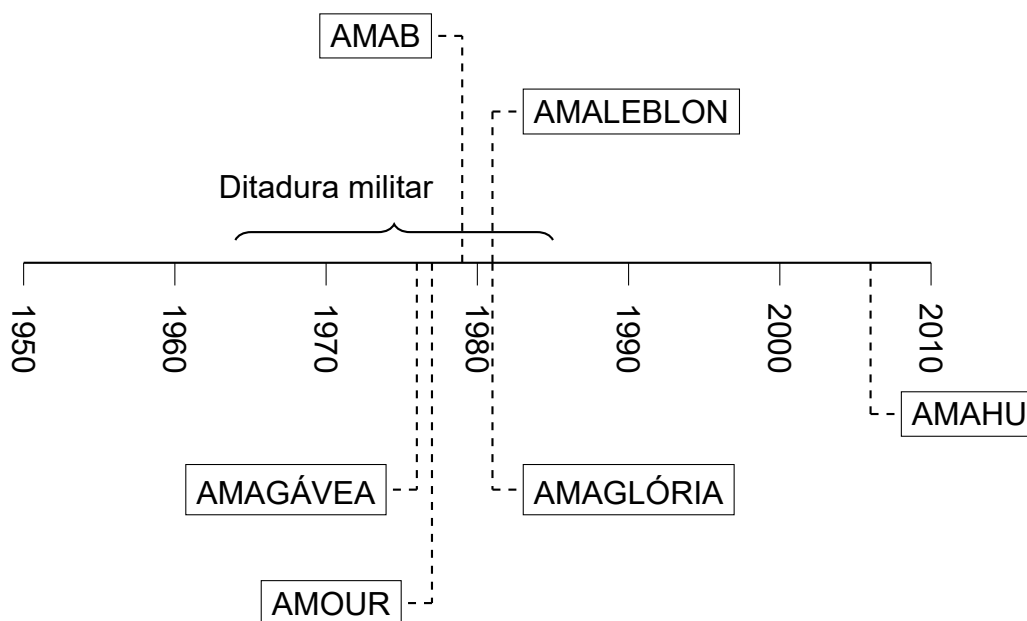 AMAB
AMALEBLON
Ditadura militar
1950
1960
1970
1980
1990
2000
2010
AMAHU
AMAGÁVEA
AMAGLÓRIA
AMOUR